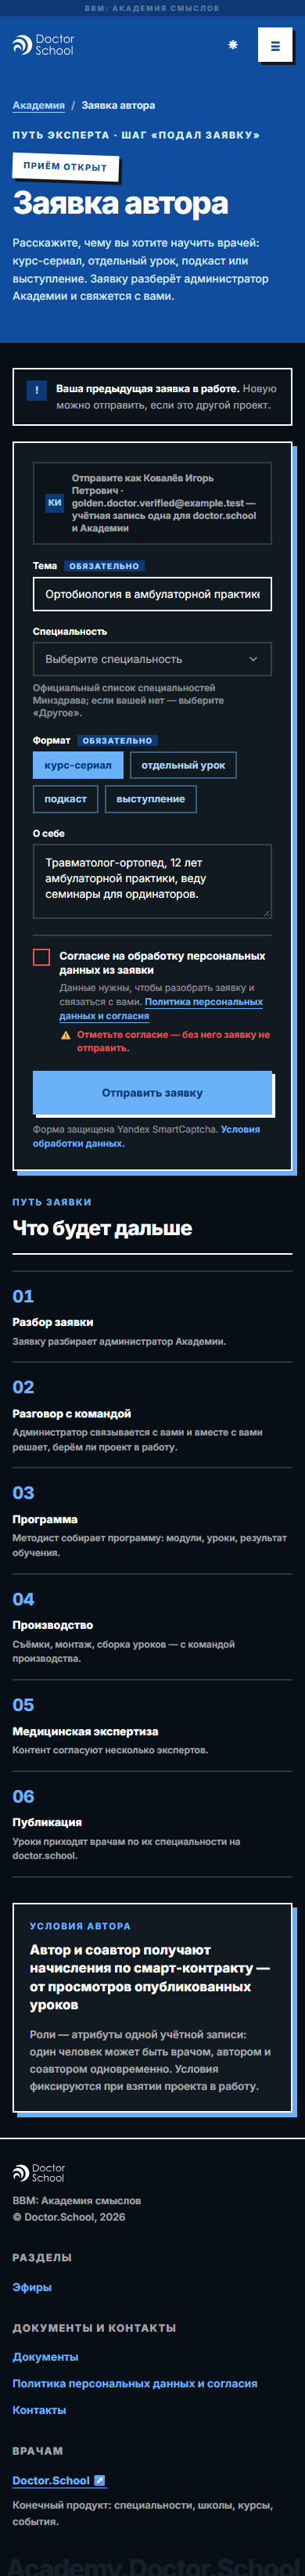 ВВМ: АКАДЕМИЯ СМЫСЛОВ
Doctor
School
Академия / Заявка автора
ПУТЬ ЭКСПЕРТА · ШАГ «ПОДАЛ ЗАЯВКУ»
ПРИЁМ ОТКРЫТ
Заявка автора
Расскажите, чему вы хотите научить врачей:
курс-сериал, отдельный урок, подкаст или
выступление. Заявку разберёт администратор
Академии и свяжется с вами.
! Ваша предыдущая заявка в работе. Новую
можно отправить, если это другой проект.
Отправите как Ковалёв Игорь
Петрович ·
КИ golden.doctor.verified@example.test —
учётная запись одна для doctor.school
и Академии
Тема ОБЯЗАТЕЛЬНО
Ортобиология в амбулаторной практике
Специальность
Выберите специальность
Официальный список специальностей
Минздрава; если вашей нет — выберите
«Другое».
Формат ОБЯЗАТЕЛЬНО
курс-сериал отдельный урок
подкаст выступление
О себе
Травматолог-ортопед, 12 лет
амбулаторной практики, веду
семинары для ординаторов.
Согласие на обработку персональных
данных из заявки
Данные нужны, чтобы разобрать заявку и
связаться с вами. Политика персональных
данных и согласия
Отметьте согласие — без него заявку не
отправить.
Отправить заявку
Форма защищена Yandex SmartCaptcha. Условия
обработки данных.
ПУТЬ ЗАЯВКИ
Что будет дальше
01
Разбор заявки
Заявку разбирает администратор Академии.
02
Разговор с командой
Администратор связывается с вами и вместе с вами
решает, берём ли проект в работу.
03
Программа
Методист собирает программу: модули, уроки, результат
обучения.
04
Производство
Съёмки, монтаж, сборка уроков — с командой
производства.
05
Медицинская экспертиза
Контент согласуют несколько экспертов.
06
Публикация
Уроки приходят врачам по их специальности на
doctor.school.
УСЛОВИЯ АВТОРА
Автор и соавтор получают
начисления по смарт-контракту —
от просмотров опубликованных
уроков
Роли — атрибуты одной учётной записи:
один человек может быть врачом, автором и
соавтором одновременно. Условия
фиксируются при взятии проекта в работу.
Doctor
School
ВВМ: Академия смыслов
© Doctor.School, 2026
РАЗДЕЛЫ
Эфиры
ДОКУМЕНТЫ И КОНТАКТЫ
Документы
Политика персональных данных и согласия
Контакты
ВРАЧАМ
Doctor.School
Конечный продукт: специальности, школы, курсы,
события.
Academy.Doctor.School